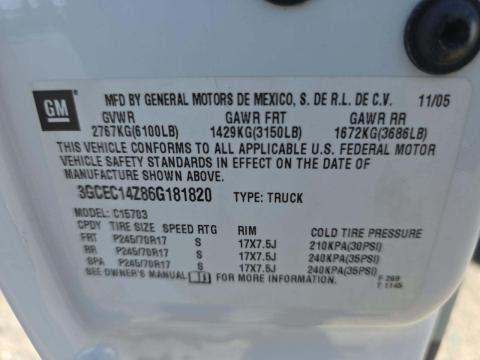 GM
MFD BY GENERAL MOTORS DE MEXICO, S. DE R.L. DE C.V. 11/05
GVWR GAWR FRT GAWR RR
2767KG(6100LB) 1429KG(3150LB) 1672KG(3686LB)
THIS VEHICLE CONFORMS TO ALL APPLICABLE U.S. FEDERAL MOTOR
VEHICLE SAFETY STANDARDS IN EFFECT ON THE DATE OF
MANUFACTURE SHOWN ABOVE.
3GCEC14Z86G181820 TYPE: TRUCK
MODEL: C15703
CPDY TIRE SIZE SPEED RTG RIM COLD TIRE PRESSURE
FRT P245/70R17 S 17X7.5J 210KPA(30PSI)
RR P245/70R17 S 17X7.5J 240KPA(35PSI)
SPA P245/70R17 S 17X7.5J 240KPA(35PSI)
SEE OWNER'S MANUAL FOR MORE INFORMATION. F-269
T 1145